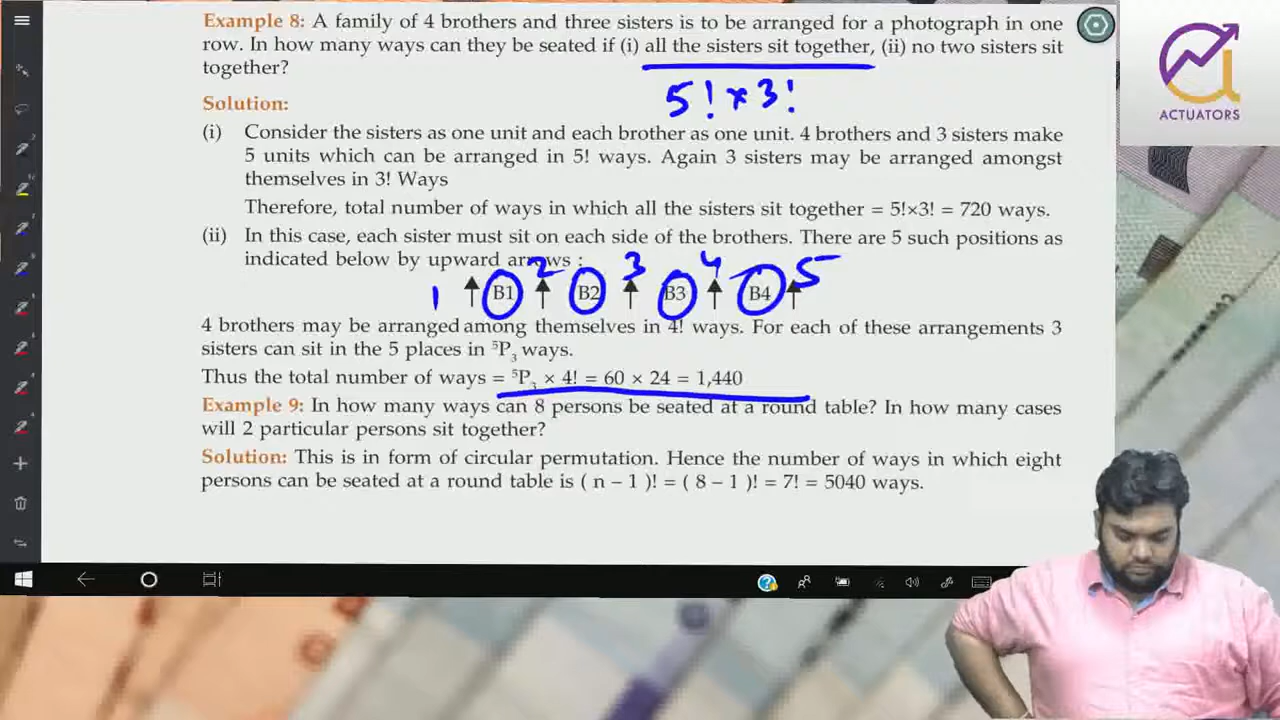 Example 8: A family of 4 brothers and three sisters is to be arranged for a photograph in one
row. In how many ways can they be seated if (i) all the sisters sit together, (ii) no two sisters sit
together?
5! × 3!
Solution:
(i) Consider the sisters as one unit and each brother as one unit. 4 brothers and 3 sisters make
5 units which can be arranged in 5! ways. Again 3 sisters may be arranged amongst
themselves in 3! Ways
Therefore, total number of ways in which all the sisters sit together = 5!×3! = 720 ways.
(ii) In this case, each sister must sit on each side of the brothers. There are 5 such positions as
indicated below by upward arrows :
1 2 3 4 5
↑ B1 ↑ B2 ↑ B3 ↑ B4 ↑
4 brothers may be arranged among themselves in 4! ways. For each of these arrangements 3
sisters can sit in the 5 places in ⁵P₃ ways.
Thus the total number of ways = ⁵P₃ × 4! = 60 × 24 = 1,440
Example 9: In how many ways can 8 persons be seated at a round table? In how many cases
will 2 particular persons sit together?
Solution: This is in form of circular permutation. Hence the number of ways in which eight
persons can be seated at a round table is ( n – 1 )! = ( 8 – 1 )! = 7! = 5040 ways.
ACTUATORS